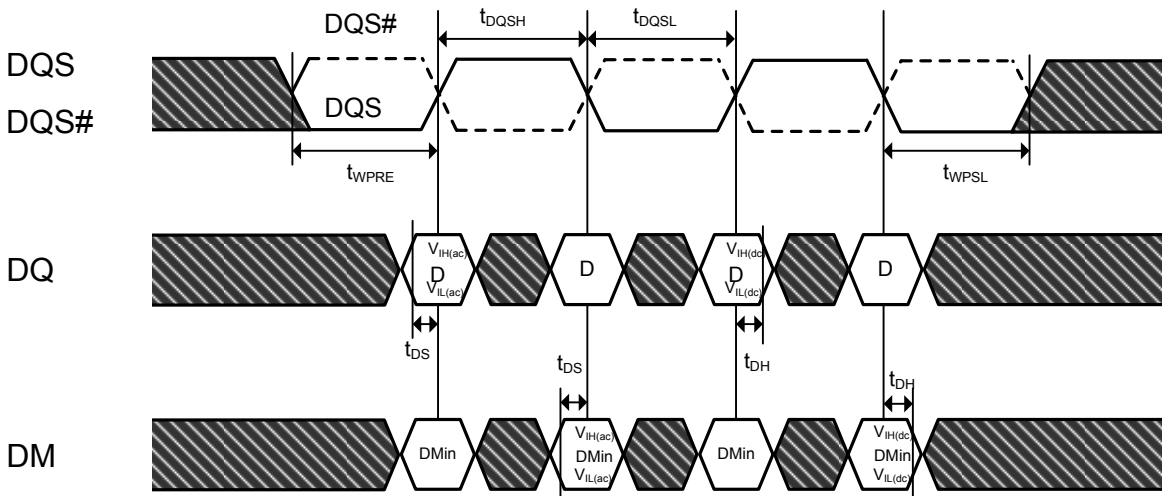 DQS#
tDQSH
tDQSL
DQS
DQS
DQS#
tWPRE
tWPSL
DQ
VIH(ac)
D
VIL(ac)
D
VIH(dc)
D
VIL(dc)
D
tDS
tDS
tDH
tDH
DM
DMin
VIH(ac)
DMin
VIL(ac)
DMin
VIH(dc)
DMin
VIL(dc)